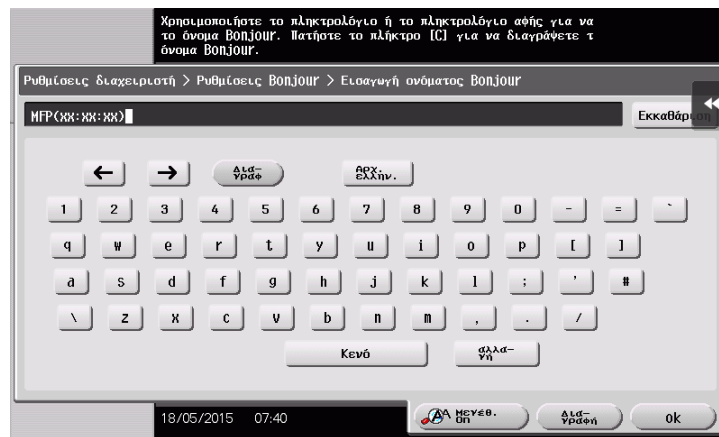 Χρησιμοποιήστε το πληκτρολόγιο ή το πληκτρολόγιο αφής για να
το όνομα Bonjour. Πατήστε το πλήκτρο [C] για να διαγράψετε τ
όνομα Bonjour.
Ρυθμίσεις διαχειριστή > Ρυθμίσεις Bonjour > Εισαγωγή ονόματος Bonjour
MFP(xx:xx:xx)
Εκκαθάριση
← → Δια-
γραφ
Αρχ.
ελλην.
1 2 3 4 5 6 7 8 9 0 - = `
q w e r t y u i o p [ ]
a s d f g h j k l ; ' #
\ z x c v b n m , . /
Κενό
αλλα-
γή
18/05/2015 07:40
Μεγέθ.
on
Δια-
γραφή
ok